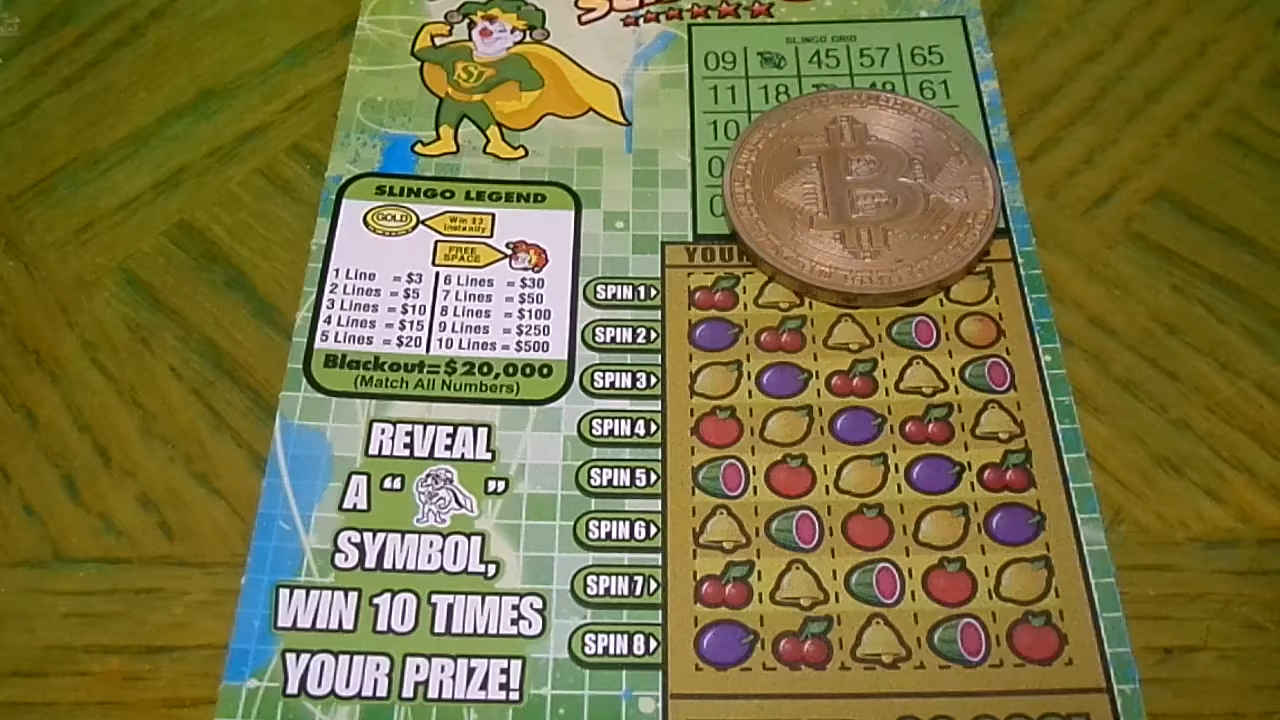 SLINGO GRID
09 45 57 65
11 18 49 61
10
SJ
SLINGO LEGEND
GOLD
Win $3
Instantly
FREE
SPACE
1 Line = $3
2 Lines = $5
3 Lines = $10
4 Lines = $15
5 Lines = $20
6 Lines = $30
7 Lines = $50
8 Lines = $100
9 Lines = $250
10 Lines = $500
Blackout=$20,000
(Match All Numbers)
REVEAL
A “ ”
SYMBOL,
WIN 10 TIMES
YOUR PRIZE!
YOUR
SPIN 1
SPIN 2
SPIN 3
SPIN 4
SPIN 5
SPIN 6
SPIN 7
SPIN 8
B